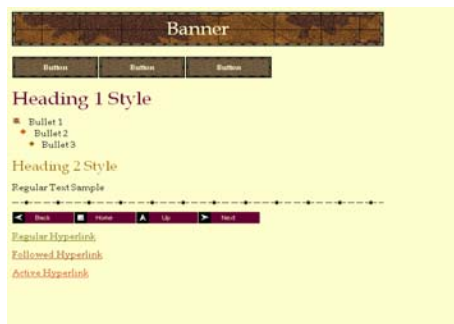 Banner
Button Button Button
Heading 1 Style
Bullet 1
Bullet 2
Bullet 3
Heading 2 Style
Regular Text Sample
Back Home Up Next
Regular Hyperlink
Followed Hyperlink
Active Hyperlink